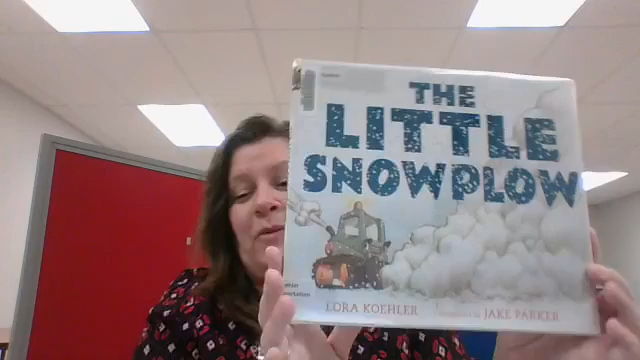 THE
LITTLE
SNOWPLOW
LORA KOEHLER
JAKE PARKER